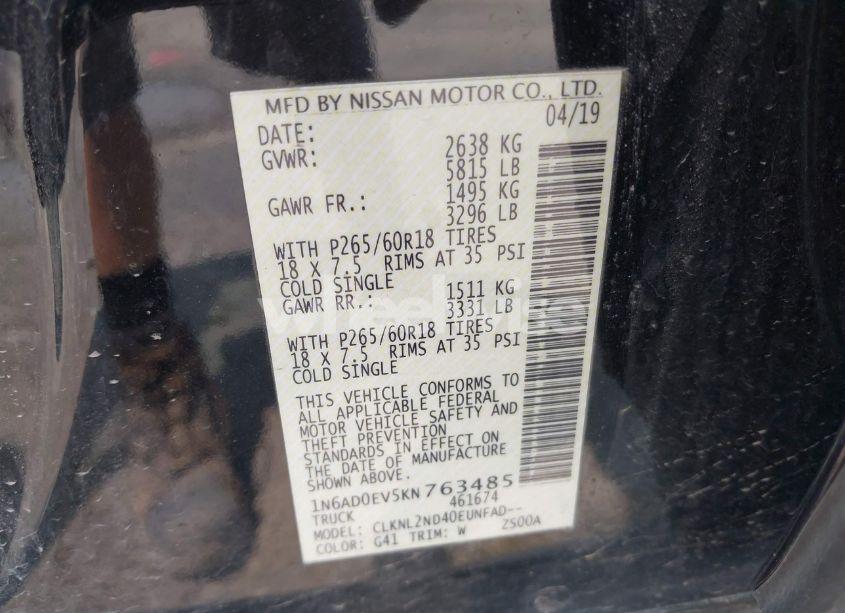 MFD BY NISSAN MOTOR CO., LTD.
DATE: 04/19
GVWR: 2638 KG
5815 LB
GAWR FR.: 1495 KG
3296 LB
WITH P265/60R18 TIRES
18 X 7.5 RIMS AT 35 PSI
COLD SINGLE
GAWR RR.: 1511 KG
3331 LB
WITH P265/60R18 TIRES
18 X 7.5 RIMS AT 35 PSI
COLD SINGLE
THIS VEHICLE CONFORMS TO
ALL APPLICABLE FEDERAL
MOTOR VEHICLE SAFETY AND
THEFT PREVENTION
STANDARDS IN EFFECT ON
THE DATE OF MANUFACTURE
SHOWN ABOVE.
1N6AD0EV5KN763485
TRUCK 461674
MODEL: CLKNL2ND40EUNFAD--
COLOR: G41 TRIM: W ZS00A